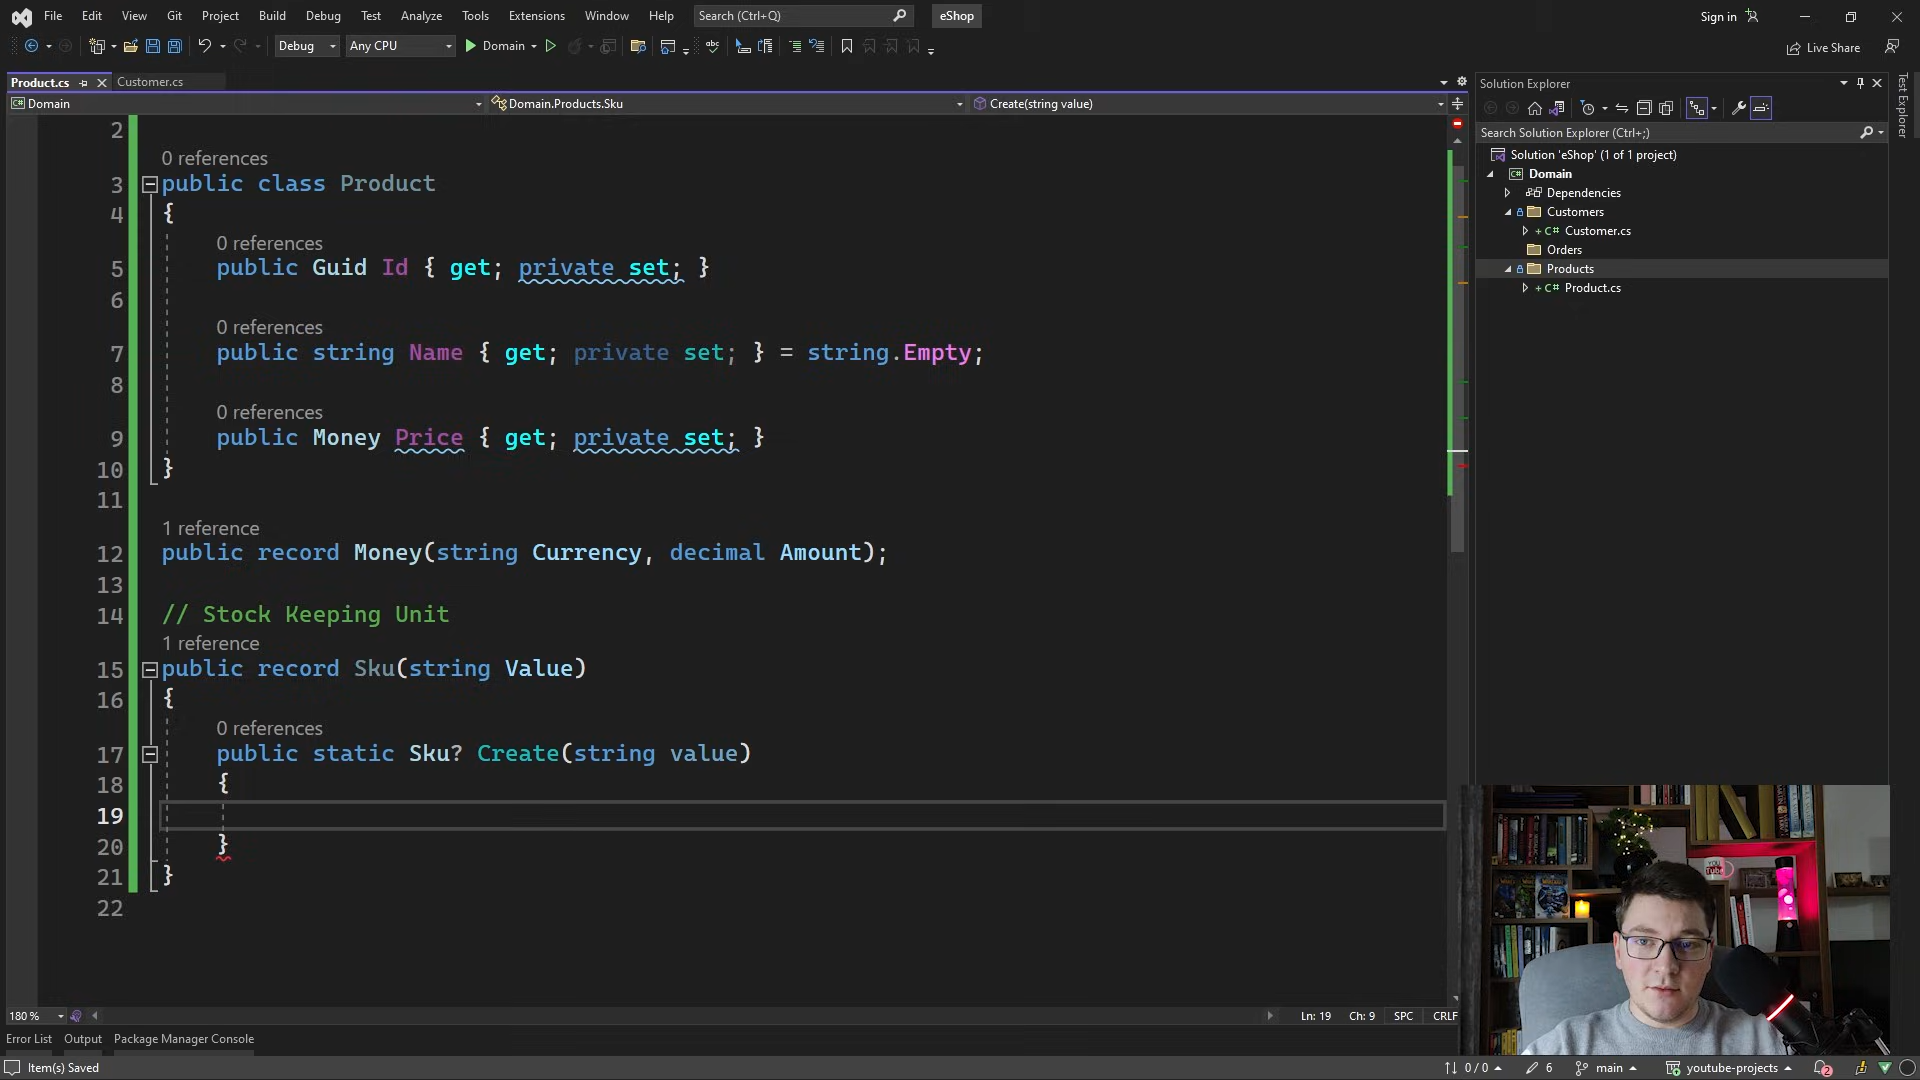 File Edit View Git Project Build Debug Test Analyze Tools Extensions Window Help Search (Ctrl+Q) eShop Sign in
Debug Any CPU Domain Live Share
Product.cs Customer.cs
Domain Domain.Products.Sku Create(string value)
2
0 references
3 public class Product
4 {
0 references
5 public Guid Id { get; private set; }
6
0 references
7 public string Name { get; private set; } = string.Empty;
8
0 references
9 public Money Price { get; private set; }
10 }
11
1 reference
12 public record Money(string Currency, decimal Amount);
13
14 // Stock Keeping Unit
1 reference
15 public record Sku(string Value)
16 {
0 references
17 public static Sku? Create(string value)
18 {
19
20 }
21 }
22
180 % Ln: 19 Ch: 9 SPC CRLF
Error List Output Package Manager Console
Item(s) Saved 0 / 0 6 main youtube-projects 2
Solution Explorer
Search Solution Explorer (Ctrl+;)
Solution 'eShop' (1 of 1 project)
Domain
Dependencies
Customers
+ C# Customer.cs
Orders
Products
+ C# Product.cs
Test Explorer
You
Tube